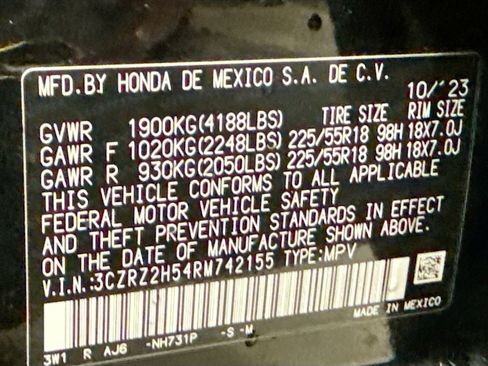 MFD.BY HONDA DE MEXICO S.A. DE C.V.
10/'23
TIRE SIZE RIM SIZE
GVWR 1900KG(4188LBS)
GAWR F 1020KG(2248LBS) 225/55R18 98H 18X7.0J
GAWR R 930KG(2050LBS) 225/55R18 98H 18X7.0J
THIS VEHICLE CONFORMS TO ALL APPLICABLE
FEDERAL MOTOR VEHICLE SAFETY
AND THEFT PREVENTION STANDARDS IN EFFECT
ON THE DATE OF MANUFACTURE SHOWN ABOVE.
V.I.N.:3CZRZ2H54RM742155 TYPE:MPV
MADE IN MEXICO
3W1 R AJ6 -NH731P -S -M